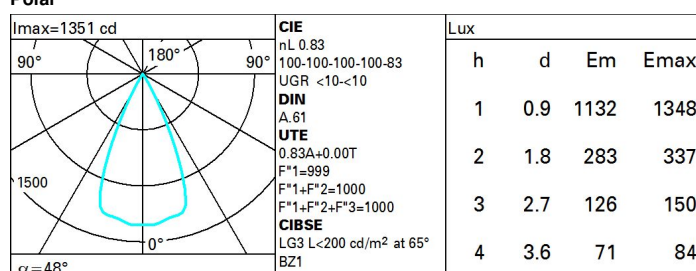 Polar
Imax=1351 cd
90°
180°
90°
1500
0°
α=48°
CIE
nL 0.83
100-100-100-100-83
UGR <10-<10
DIN
A.61
UTE
0.83A+0.00T
F"1=999
F"1+F"2=1000
F"1+F"2+F"3=1000
CIBSE
LG3 L<200 cd/m² at 65°
BZ1
Lux
h d Em Emax
1 0.9 1132 1348
2 1.8 283 337
3 2.7 126 150
4 3.6 71 84